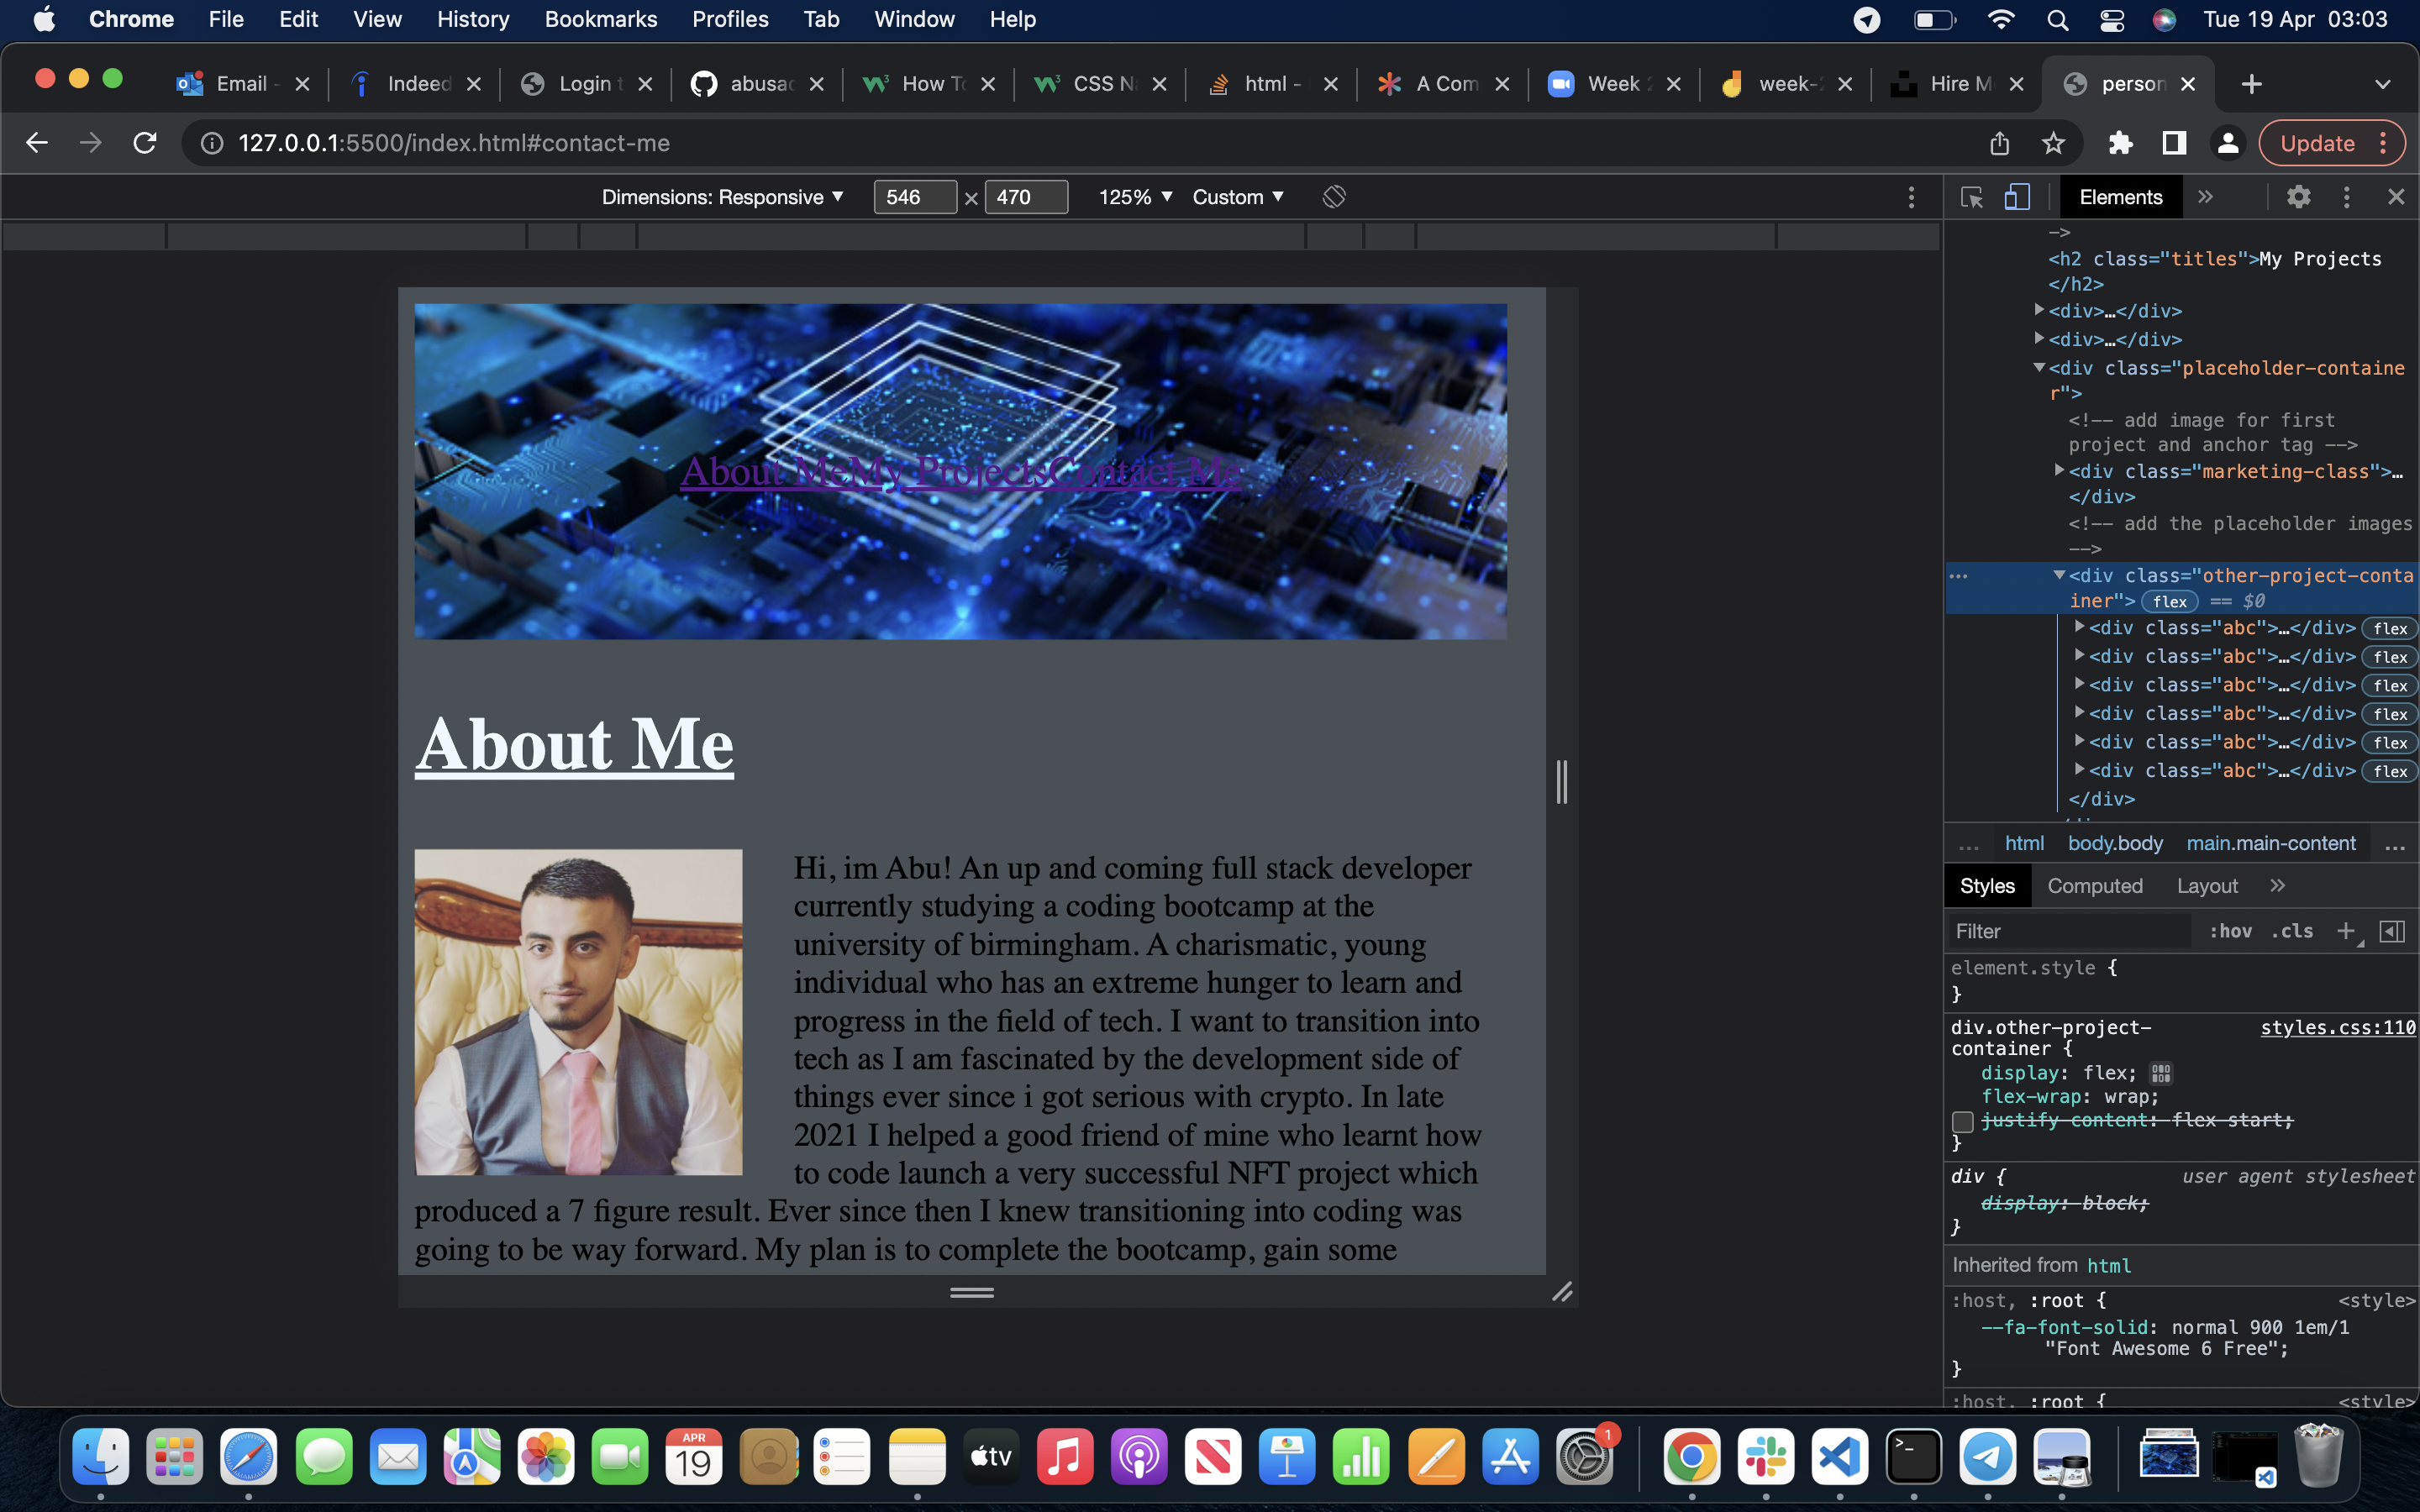 Chrome File Edit View History Bookmarks Profiles Tab Window Help Tue 19 Apr 03:03
Email - Indeed Login t abusac How To CSS Na html - A Com Week 2 week-2 Hire M person
127.0.0.1:5500/index.html#contact-me Update
Dimensions: Responsive 546 × 470 125% Custom
Elements
-->
<h2 class="titles">My Projects
</h2>
<div>…</div>
<div>…</div>
<div class="placeholder-containe
r">
<!-- add image for first
project and anchor tag -->
<div class="marketing-class">…
</div>
<!-- add the placeholder images
-->
<div class="other-project-conta
iner"> flex == $0
<div class="abc">…</div> flex
<div class="abc">…</div> flex
<div class="abc">…</div> flex
<div class="abc">…</div> flex
<div class="abc">…</div> flex
<div class="abc">…</div> flex
</div>
… html body.body main.main-content …
Styles Computed Layout
Filter :hov .cls
element.style {
}
div.other-project- styles.css:110
container {
display: flex;
flex-wrap: wrap;
justify content: flex start;
}
div { user agent stylesheet
display: block;
}
Inherited from html
:host, :root { <style>
--fa-font-solid: normal 900 1em/1
"Font Awesome 6 Free";
}
:host, :root { <style>
About MeMy ProjectsContact Me
About Me
Hi, im Abu! An up and coming full stack developer
currently studying a coding bootcamp at the
university of birmingham. A charismatic, young
individual who has an extreme hunger to learn and
progress in the field of tech. I want to transition into
tech as I am fascinated by the development side of
things ever since i got serious with crypto. In late
2021 I helped a good friend of mine who learnt how
to code launch a very successful NFT project which
produced a 7 figure result. Ever since then I knew transitioning into coding was
going to be way forward. My plan is to complete the bootcamp, gain some
APR
19
tv
1